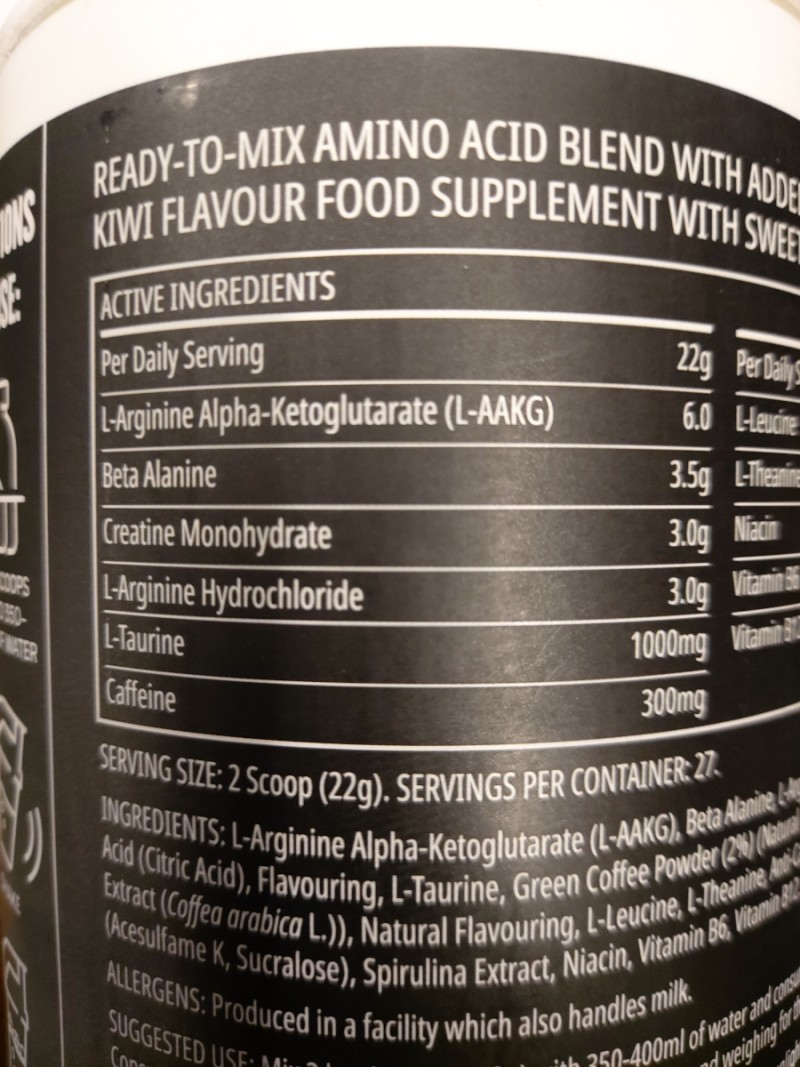 READY-TO-MIX AMINO ACID BLEND WITH
KIWI FLAVOUR FOOD SUPPLEMENT WITH
ACTIVE INGREDIENTS
Per Daily Serving 22g
L-Arginine Alpha-Ketoglutarate (L-AAKG) 6.0
Beta Alanine 3.5g
Creatine Monohydrate 3.0g
L-Arginine Hydrochloride 3.0g
L-Taurine 1000mg
Caffeine 300mg
Per Daily
L-Leucine
L-Theanine
Niacin
Vitamin B6
Vitamin B12
SERVING SIZE: 2 Scoop (22g). SERVINGS PER CONTAINER: 27.
INGREDIENTS: L-Arginine Alpha-Ketoglutarate (L-AAKG), Beta Alanine,
Acid (Citric Acid), Flavouring, L-Taurine, Green Coffee Powder (2%) (Natural
Extract (Coffea arabica L.)), Natural Flavouring, L-Leucine, L-Theanine,
(Acesulfame K, Sucralose), Spirulina Extract, Niacin, Vitamin B6, Vitamin B12
ALLERGENS: Produced in a facility which also handles milk.
SUGGESTED USE: Mix 350-400ml of water and
weighing for